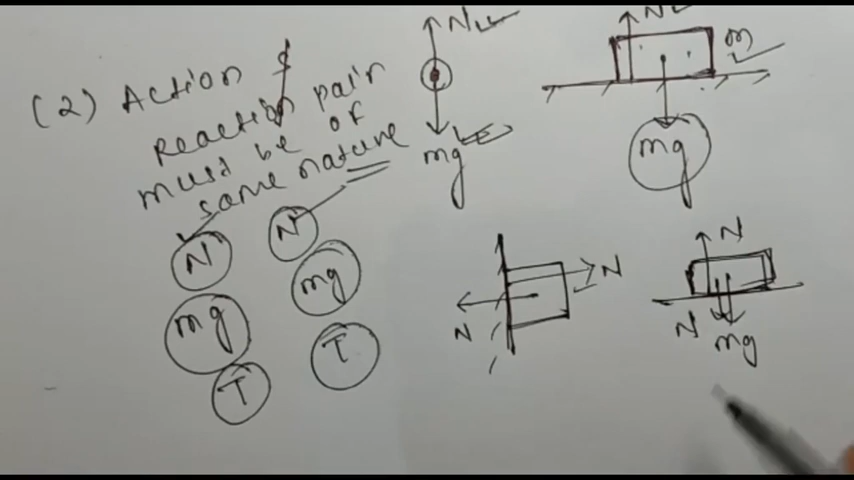 (2) Action &
reaction pair
must be of
same nature
N N
mg mg
T T
N
mg
N
m
mg
N
N
N
N
mg